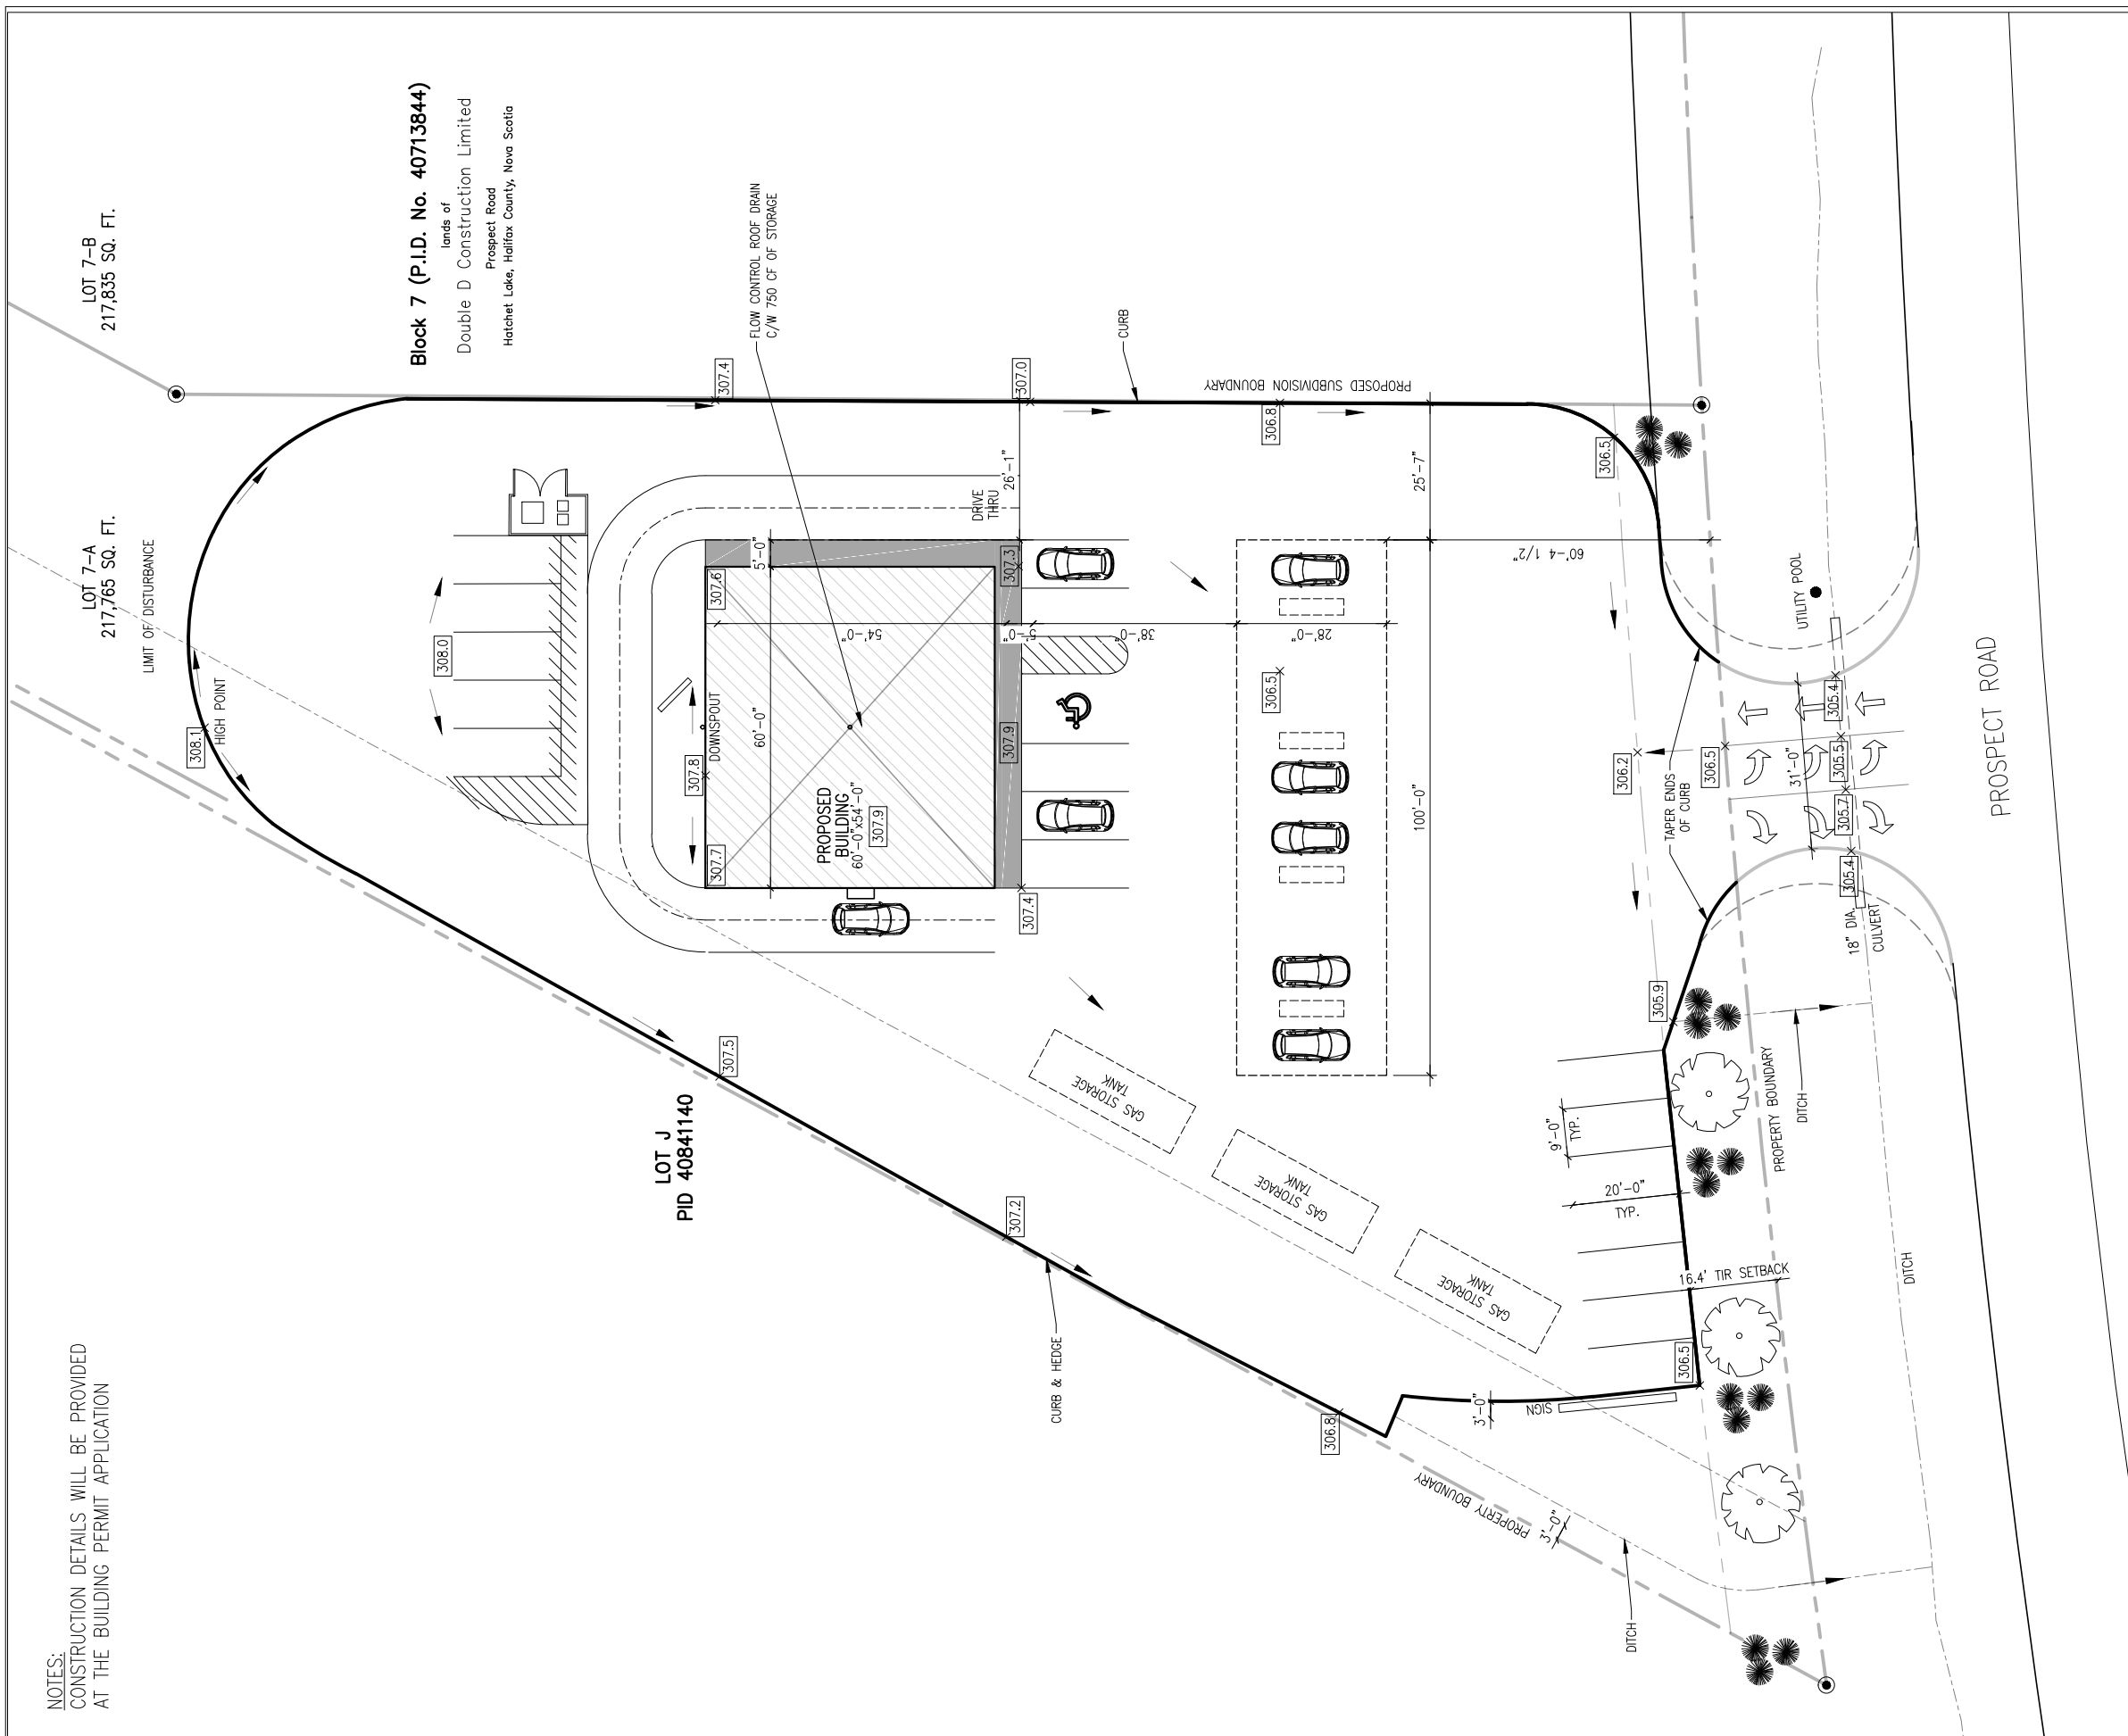 NOTES:
CONSTRUCTION DETAILS WILL BE PROVIDED
AT THE BUILDING PERMIT APPLICATION
LOT 7-A
217,765 SQ. FT.
LIMIT OF DISTURBANCE
LOT 7-B
217,835 SQ. FT.
Block 7 (P.I.D. No. 40713844)
lands of
Double D Construction Limited
Prospect Road
Hatchet Lake, Halifax County, Nova Scotia
308.1
HIGH POINT
308.0
FLOW CONTROL ROOF DRAIN
C/W 750 CF OF STORAGE
307.4
307.0
CURB
PROPOSED SUBDIVISION BOUNDARY
306.8
306.5
26'-1"
25'-7"
DRIVE
THRU
5'-0"
307.6
307.3
54'-0"
5'-0"
38'-0"
28'-0"
60'-4 1/2"
307.8
DOWNSPOUT
60'-0"
307.7
PROPOSED
BUILDING
60'-0"x54'-0"
307.9
307.9
307.4
306.5
100'-0"
LOT J
PID 40841140
307.5
307.2
CURB & HEDGE
306.8
GAS STORAGE
TANK
GAS STORAGE
TANK
GAS STORAGE
TANK
UTILITY POOL
305.4
305.5
305.7
305.4
31'-0"
306.2
306.5
TAPER ENDS
OF CURB
18" DIA.
CULVERT
305.9
PROPERTY BOUNDARY
DITCH
9'-0"
TYP.
20'-0"
TYP.
16.4' TIR SETBACK
306.5
3'-0"
SIGN
PROPERTY BOUNDARY
3'-0"
DITCH
DITCH
PROSPECT ROAD